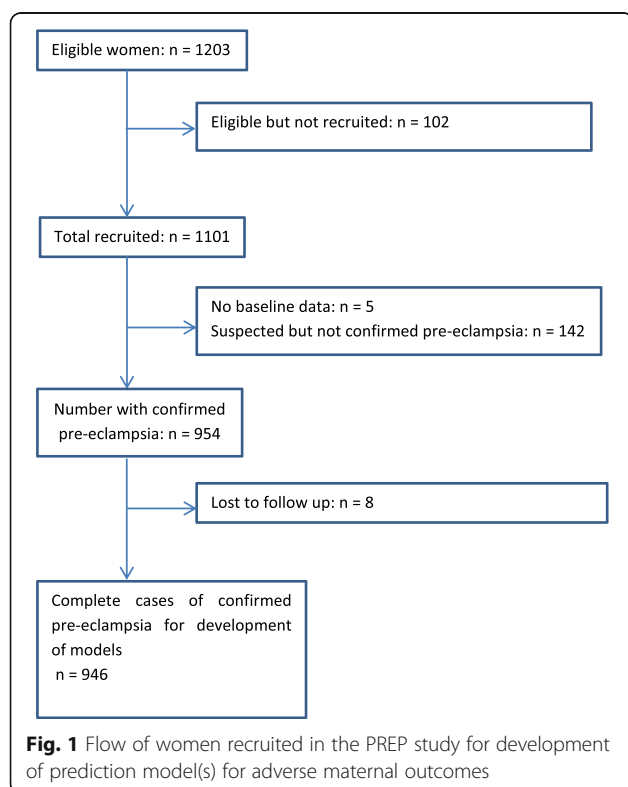 Eligible women: n = 1203
Eligible but not recruited: n = 102
Total recruited: n = 1101
No baseline data: n = 5
Suspected but not confirmed pre-eclampsia: n = 142
Number with confirmed
pre-eclampsia: n = 954
Lost to follow up: n = 8
Complete cases of confirmed
pre-eclampsia for development
of models
n = 946
Fig. 1 Flow of women recruited in the PREP study for development
of prediction model(s) for adverse maternal outcomes